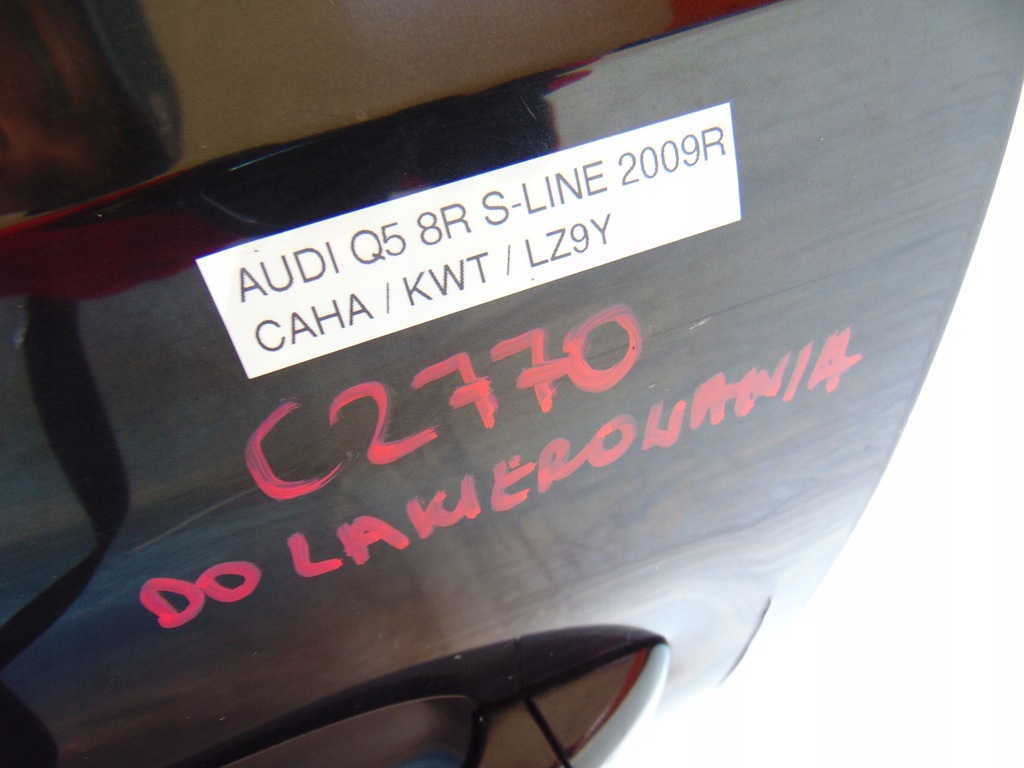 AUDI Q5 8R S-LINE 2009R
CAHA / KWT / LZ9Y
C2770
DO LAKIEROWANIA